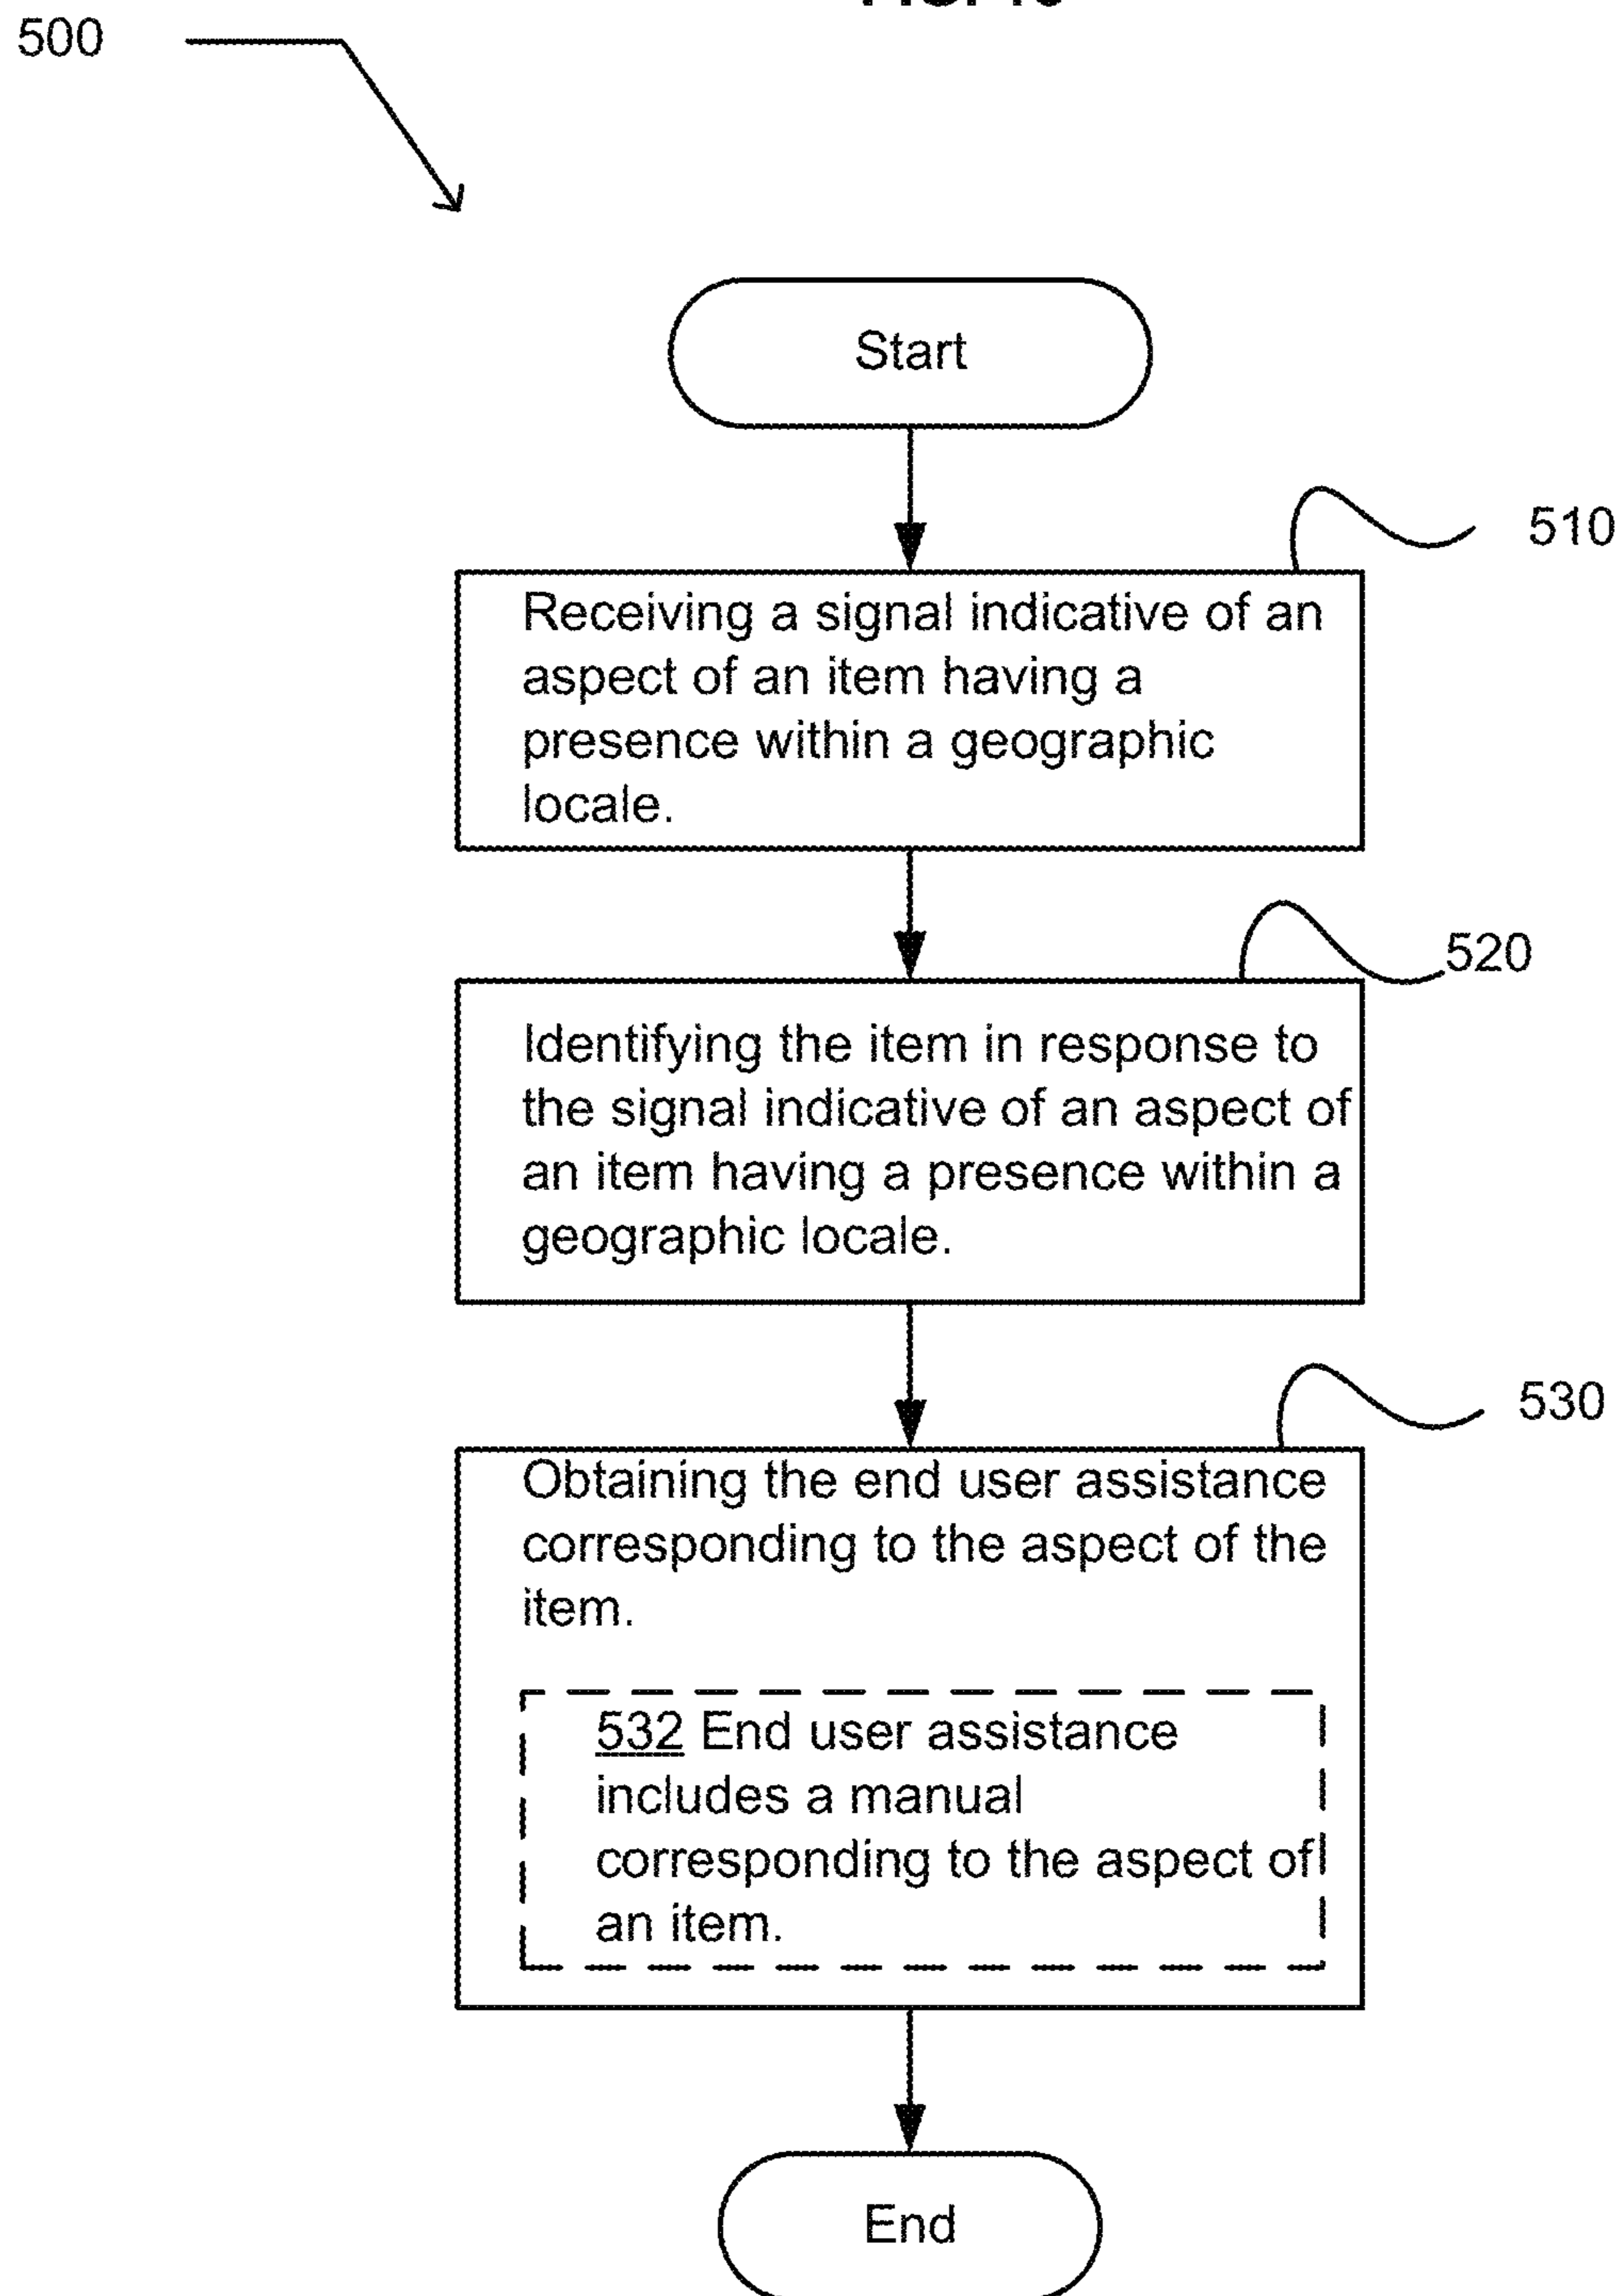 500
Start
510
Receiving a signal indicative of an
aspect of an item having a
presence within a geographic
locale.
520
Identifying the item in response to
the signal indicative of an aspect of
an item having a presence within a
geographic locale.
530
Obtaining the end user assistance
corresponding to the aspect of the
item.
532 End user assistance
includes a manual
corresponding to the aspect of
an item.
End